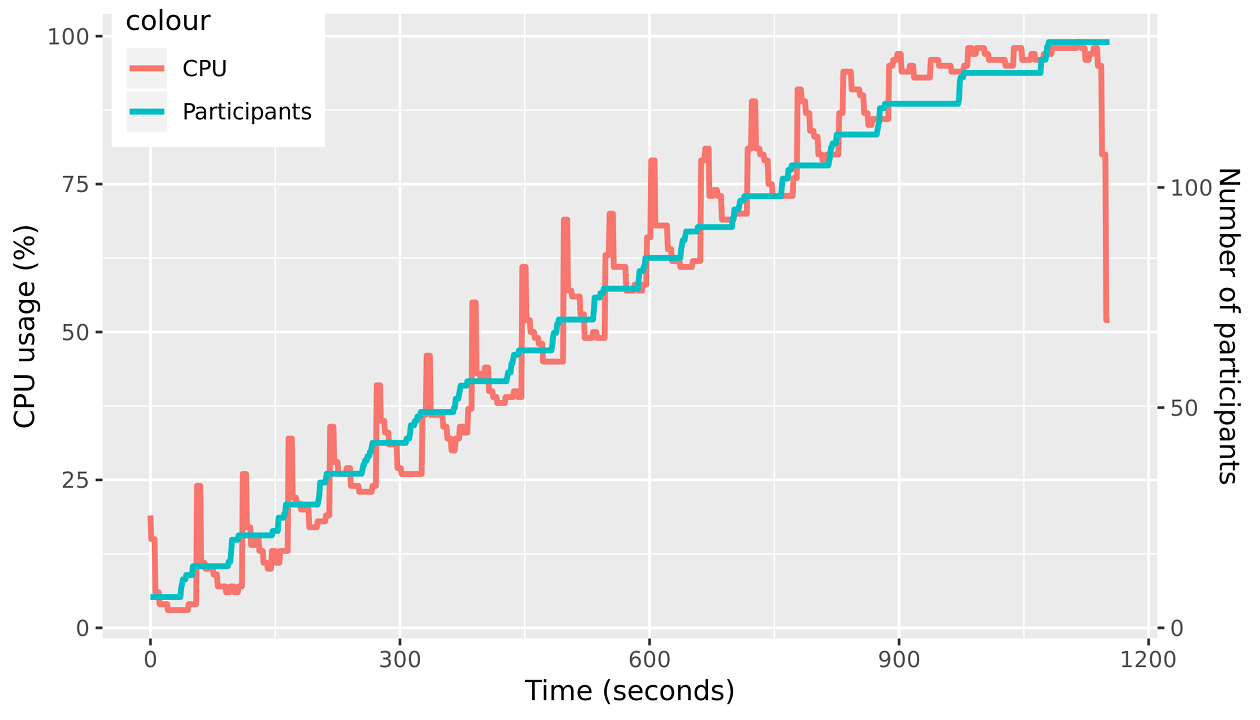 colour
CPU
Participants
CPU usage (%)
100
75
50
25
0
0
300
600
900
1200
Time (seconds)
100
50
0
Number of participants